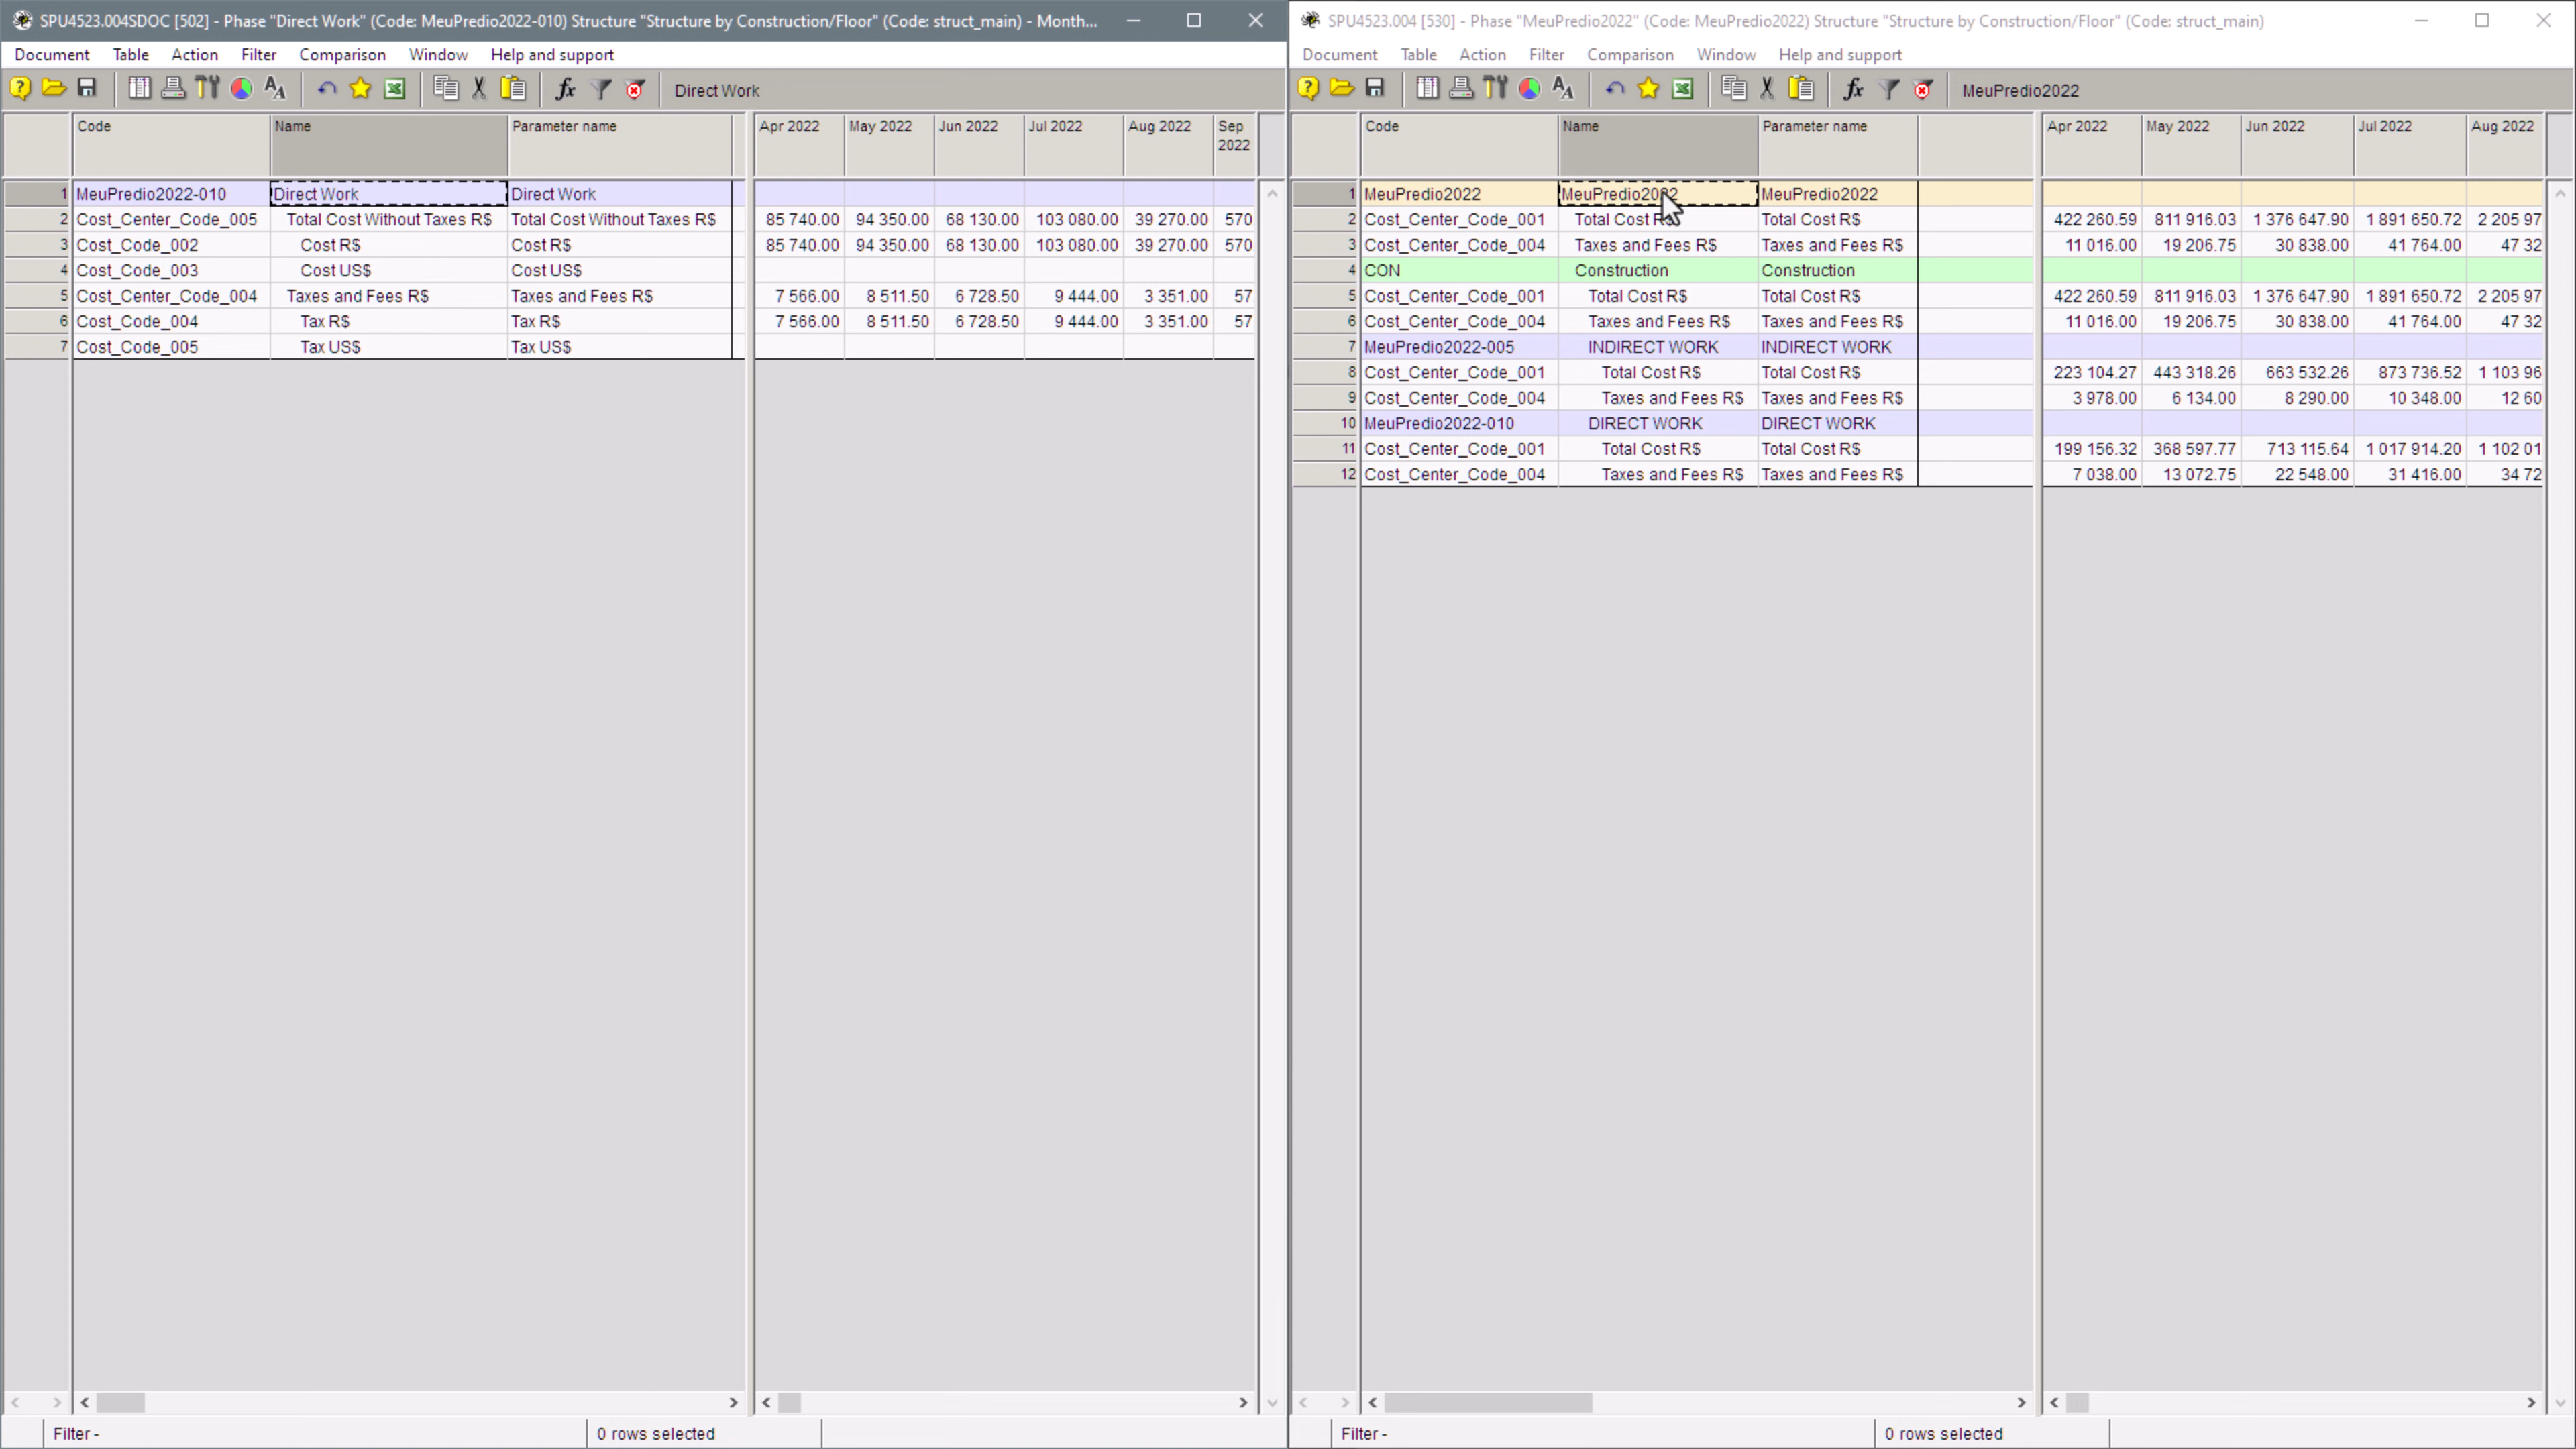 SPU4523.004SDOC [502] - Phase "Direct Work" (Code: MeuPredio2022-010) Structure "Structure by Construction/Floor" (Code: struct_main) - Month...
Document Table Action Filter Comparison Window Help and support
Direct Work
Code Name Parameter name Apr 2022 May 2022 Jun 2022 Jul 2022 Aug 2022 Sep 2022
1 MeuPredio2022-010 Direct Work Direct Work
2 Cost_Center_Code_005 Total Cost Without Taxes R$ Total Cost Without Taxes R$ 85 740.00 94 350.00 68 130.00 103 080.00 39 270.00 570
3 Cost_Code_002 Cost R$ Cost R$ 85 740.00 94 350.00 68 130.00 103 080.00 39 270.00 570
4 Cost_Code_003 Cost US$ Cost US$
5 Cost_Center_Code_004 Taxes and Fees R$ Taxes and Fees R$ 7 566.00 8 511.50 6 728.50 9 444.00 3 351.00 57
6 Cost_Code_004 Tax R$ Tax R$ 7 566.00 8 511.50 6 728.50 9 444.00 3 351.00 57
7 Cost_Code_005 Tax US$ Tax US$
Filter - 0 rows selected
SPU4523.004 [530] - Phase "MeuPredio2022" (Code: MeuPredio2022) Structure "Structure by Construction/Floor" (Code: struct_main)
Document Table Action Filter Comparison Window Help and support
MeuPredio2022
Code Name Parameter name Apr 2022 May 2022 Jun 2022 Jul 2022 Aug 2022
1 MeuPredio2022 MeuPredio2022 MeuPredio2022
2 Cost_Center_Code_001 Total Cost R$ Total Cost R$ 422 260.59 811 916.03 1 376 647.90 1 891 650.72 2 205 97
3 Cost_Center_Code_004 Taxes and Fees R$ Taxes and Fees R$ 11 016.00 19 206.75 30 838.00 41 764.00 47 32
4 CON Construction Construction
5 Cost_Center_Code_001 Total Cost R$ Total Cost R$ 422 260.59 811 916.03 1 376 647.90 1 891 650.72 2 205 97
6 Cost_Center_Code_004 Taxes and Fees R$ Taxes and Fees R$ 11 016.00 19 206.75 30 838.00 41 764.00 47 32
7 MeuPredio2022-005 INDIRECT WORK INDIRECT WORK
8 Cost_Center_Code_001 Total Cost R$ Total Cost R$ 223 104.27 443 318.26 663 532.26 873 736.52 1 103 96
9 Cost_Center_Code_004 Taxes and Fees R$ Taxes and Fees R$ 3 978.00 6 134.00 8 290.00 10 348.00 12 60
10 MeuPredio2022-010 DIRECT WORK DIRECT WORK
11 Cost_Center_Code_001 Total Cost R$ Total Cost R$ 199 156.32 368 597.77 713 115.64 1 017 914.20 1 102 01
12 Cost_Center_Code_004 Taxes and Fees R$ Taxes and Fees R$ 7 038.00 13 072.75 22 548.00 31 416.00 34 72
Filter - 0 rows selected